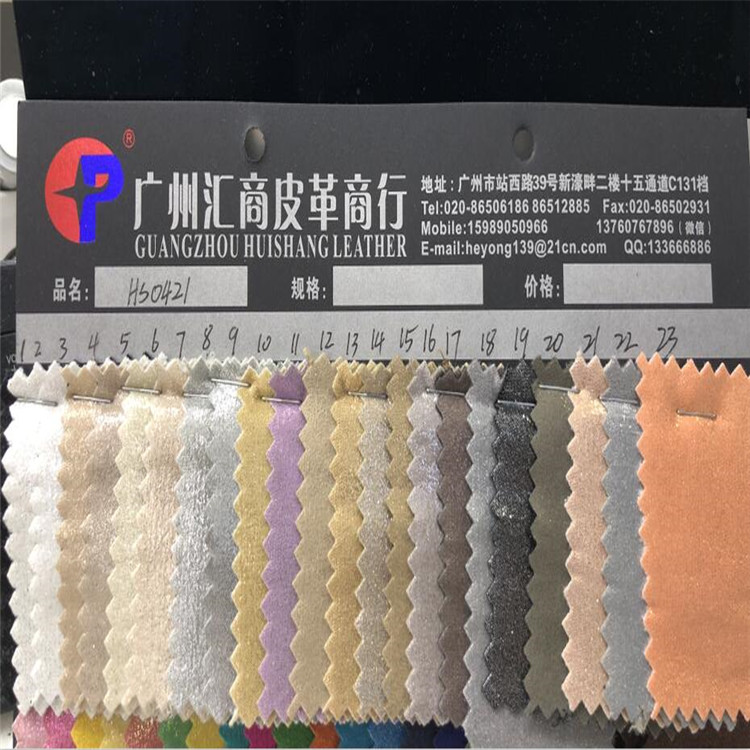 ®
广州汇商皮革商行
GUANGZHOU HUISHANG LEATHER
地址：广州市站西路39号新濠畔二楼十五通道C131档
Tel:020-86506186 86512885 Fax:020-86502931
Mobile:15989050966 13760767896（微信）
E-mail:heyong139@21cn.com QQ:133666886
品名： HS0421 规格： 价格：
1 2 3 4 5 6 7 8 9 10 11 12 13 14 15 16 17 18 19 20 21 22 23